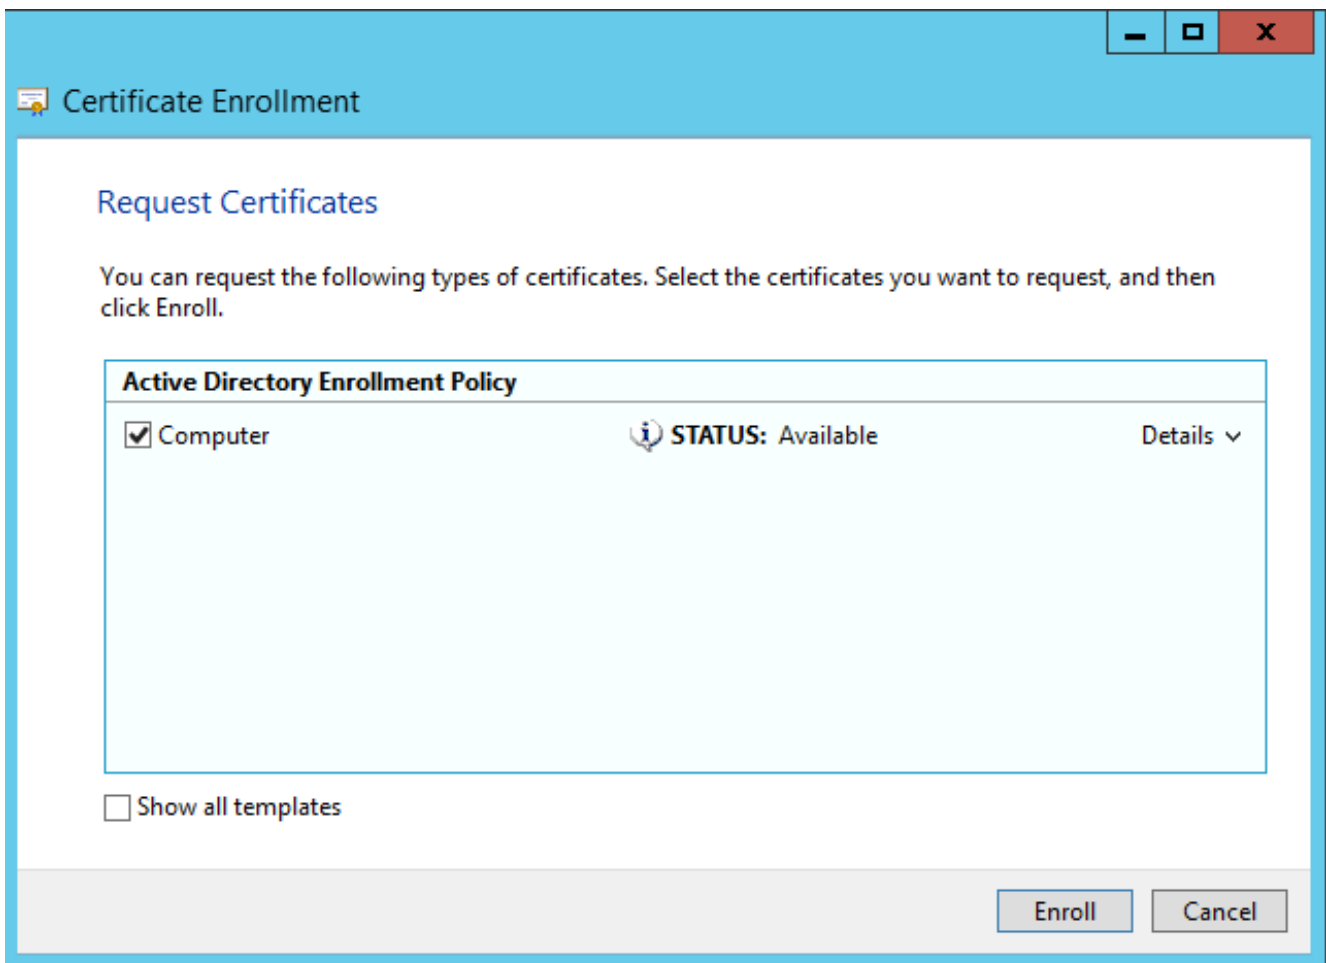 Certificate Enrollment
Request Certificates
You can request the following types of certificates. Select the certificates you want to request, and then
click Enroll.
Active Directory Enrollment Policy
Computer STATUS: Available Details
Show all templates
Enroll Cancel